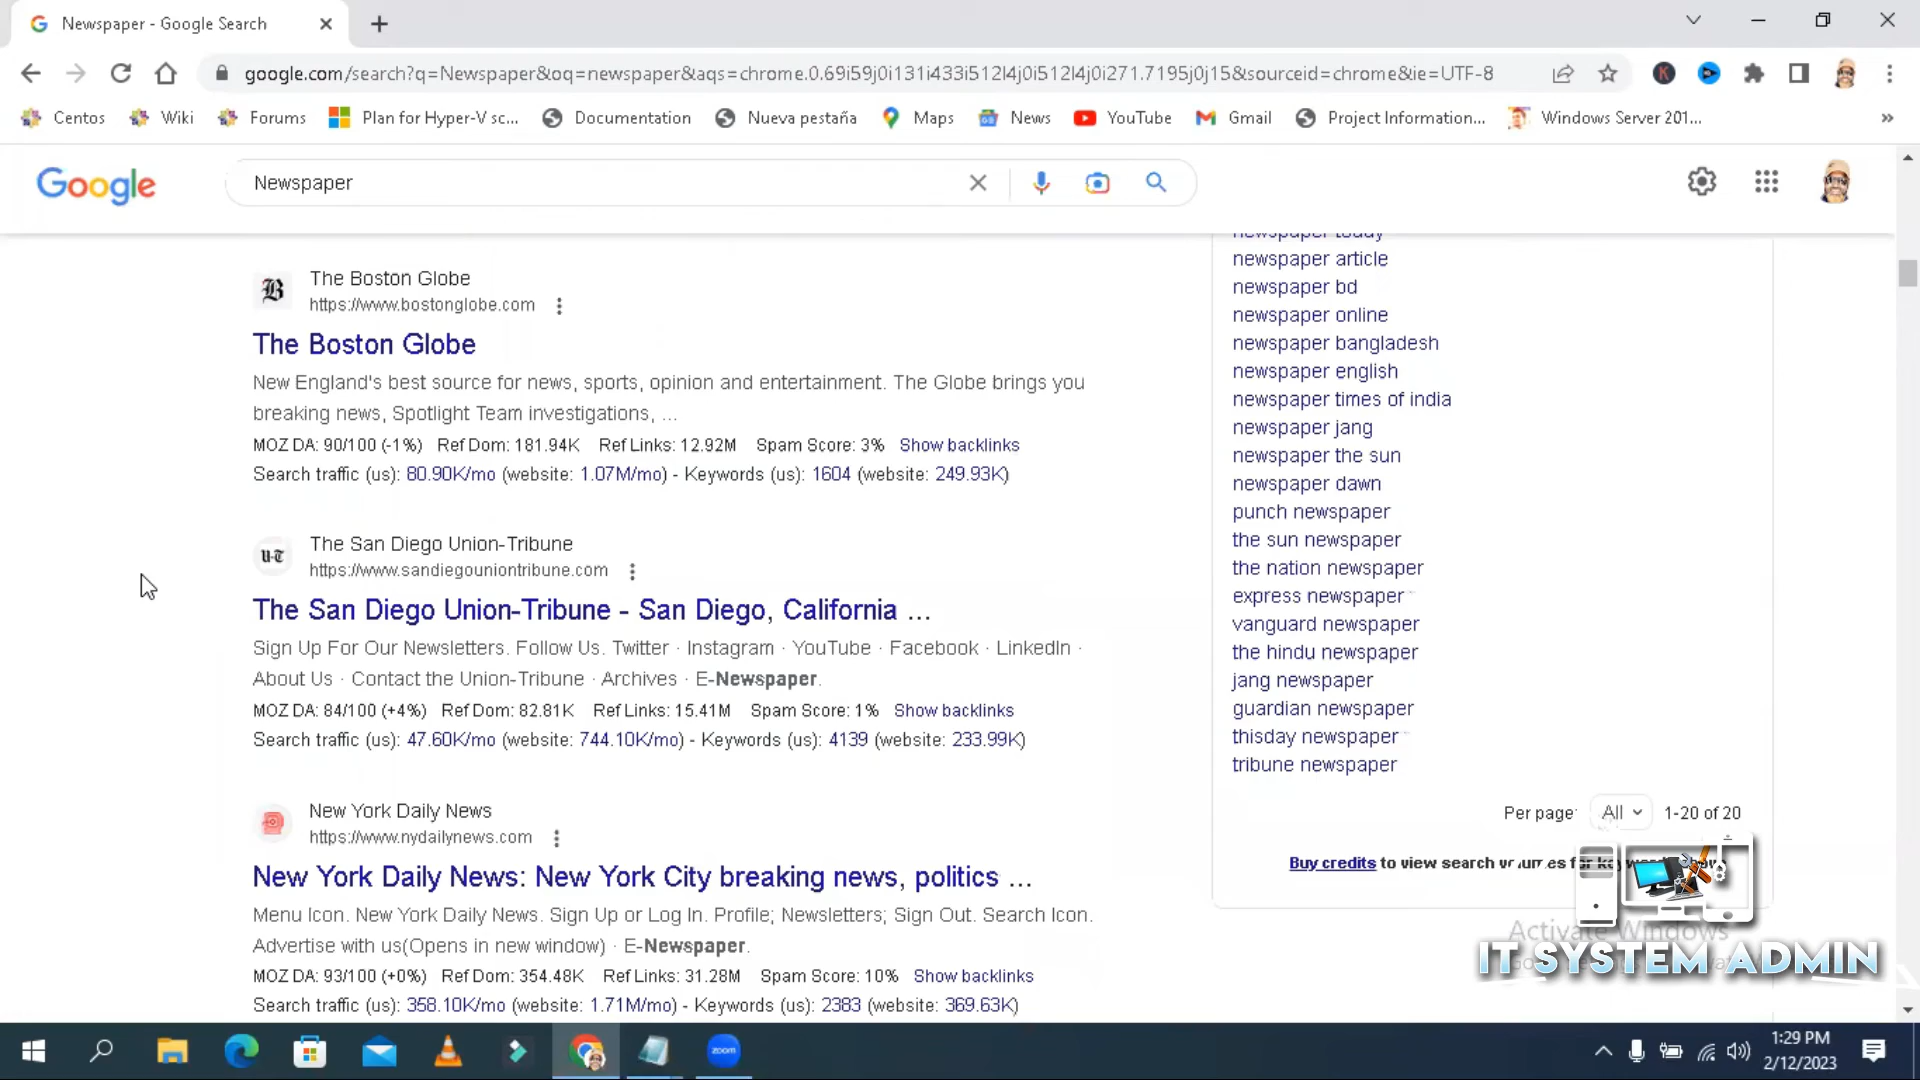 Newspaper - Google Search
google.com/search?q=Newspaper&oq=newspaper&aqs=chrome.0.69i59j0i131i433i512l4j0i512l4j0i271.7195j0j15&sourceid=chrome&ie=UTF-8
Centos Wiki Forums Plan for Hyper-V sc... Documentation Nueva pestaña Maps News YouTube Gmail Project Information... Windows Server 201... »
Google
Newspaper
The Boston Globe
https://www.bostonglobe.com
The Boston Globe
New England's best source for news, sports, opinion and entertainment. The Globe brings you
breaking news, Spotlight Team investigations, ...
MOZ DA: 90/100 (-1%) Ref Dom: 181.94K Ref Links: 12.92M Spam Score: 3% Show backlinks
Search traffic (us): 80.90K/mo (website: 1.07M/mo) - Keywords (us): 1604 (website: 249.93K)
U-T
The San Diego Union-Tribune
https://www.sandiegouniontribune.com
The San Diego Union-Tribune - San Diego, California ...
Sign Up For Our Newsletters. Follow Us. Twitter · Instagram · YouTube · Facebook · LinkedIn ·
About Us · Contact the Union-Tribune · Archives · E-Newspaper.
MOZ DA: 84/100 (+4%) Ref Dom: 82.81K Ref Links: 15.41M Spam Score: 1% Show backlinks
Search traffic (us): 47.60K/mo (website: 744.10K/mo) - Keywords (us): 4139 (website: 233.99K)
New York Daily News
https://www.nydailynews.com
New York Daily News: New York City breaking news, politics ...
Menu Icon. New York Daily News. Sign Up or Log In. Profile; Newsletters; Sign Out. Search Icon.
Advertise with us(Opens in new window) · E-Newspaper.
MOZ DA: 93/100 (+0%) Ref Dom: 354.48K Ref Links: 31.28M Spam Score: 10% Show backlinks
Search traffic (us): 358.10K/mo (website: 1.71M/mo) - Keywords (us): 2383 (website: 369.63K)
newspaper today
newspaper article
newspaper bd
newspaper online
newspaper bangladesh
newspaper english
newspaper times of india
newspaper jang
newspaper the sun
newspaper dawn
punch newspaper
the sun newspaper
the nation newspaper
express newspaper
vanguard newspaper
the hindu newspaper
jang newspaper
guardian newspaper
thisday newspaper
tribune newspaper
Per page: All 1-20 of 20
Buy credits to view search volumes for
Activate Windows
IT SYSTEM ADMIN
zoom
1:29 PM
2/12/2023